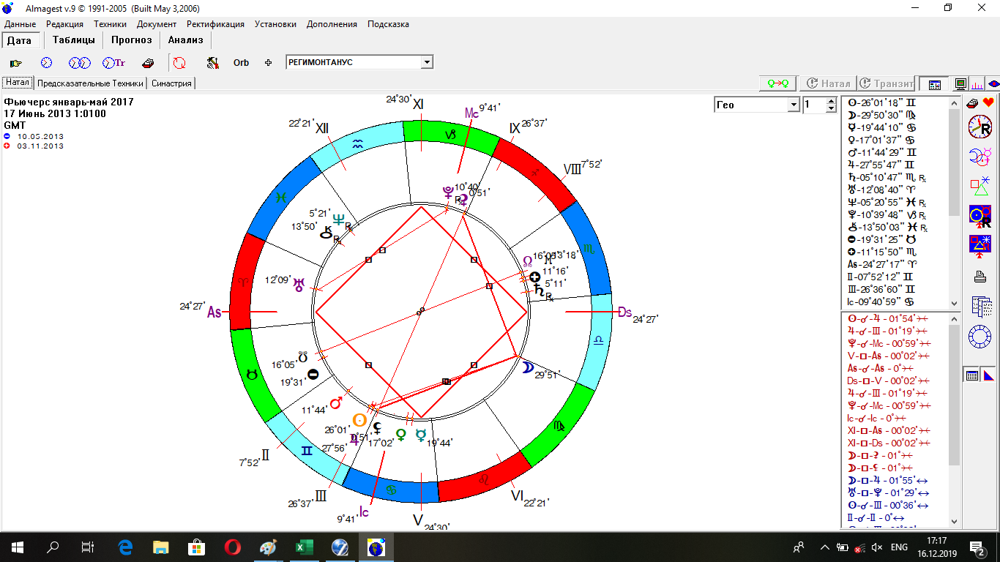 Almagest v.9 © 1991-2005 (Built May 3,2006)
Данные Редакция Техники Документ Ректификация Установки Дополнения Подсказка
Дата Таблицы Прогноз Анализ
Tr Orb РЕГИМОНТАНУС
Натал Предсказательные Техники Синастрия Натал Транзит
Фьючерс январь-май 2017
17 Июнь 2013 1:0100
GMT
10.05.2013
03.11.2013
Гео 1
24°30' XI
Mc 9°41'
IX 26°37'
22°21' XII
VIII 7°52'
10°40' 0°51'
5°21'
13°50'
13°18'
11°16'
5°11'
12°09'
24°27' As
Ds 24°27'
16°05'
19°31'
29°51'
11°44'
26°01'
27°56' 17°02' 19°44'
7°52' II
III
26°37'
9°41' Ic
V
24°30'
VI 22°21'
☉-26°01'18" ♊
☽-29°50'30" ♍
☿-19°44'10" ♋
♀-17°01'37" ♋
♂-11°44'29" ♊
♃-27°55'47" ♊
♄-05°10'47" ♏ ℞
♅-12°08'40" ♈
♆-05°20'55" ♓ ℞
♇-10°39'48" ♑ ℞
⚷-13°50'03" ♓ ℞
-19°31'25" ♉
-11°15'50" ♏
As-24°27'17" ♈
II-07°52'12" ♊
III-26°36'60" ♊
Ic-09°40'59" ♋
☉-☌-♃ - 01°54'
♃-☌-III - 01°19'
♇-☌-Mc - 00°59'
V-□-As - 00°02'
As-☌-As - 0°
Ds-□-V - 00°02'
♃-☌-III - 01°19'
♇-☌-Mc - 00°59'
Ic-☌-Ic - 0°
XI-□-As - 00°02'
XI-□-Ds - 00°02'
☽-□-⚳ - 01°
☽-□-⚸ - 01°
☽-□-♃ - 01°55'↔
♅-□-♇ - 01°29'↔
☉-☌-III - 00°36'↔
II-☌-II - 0°↔
ENG
17:17
16.12.2019
2